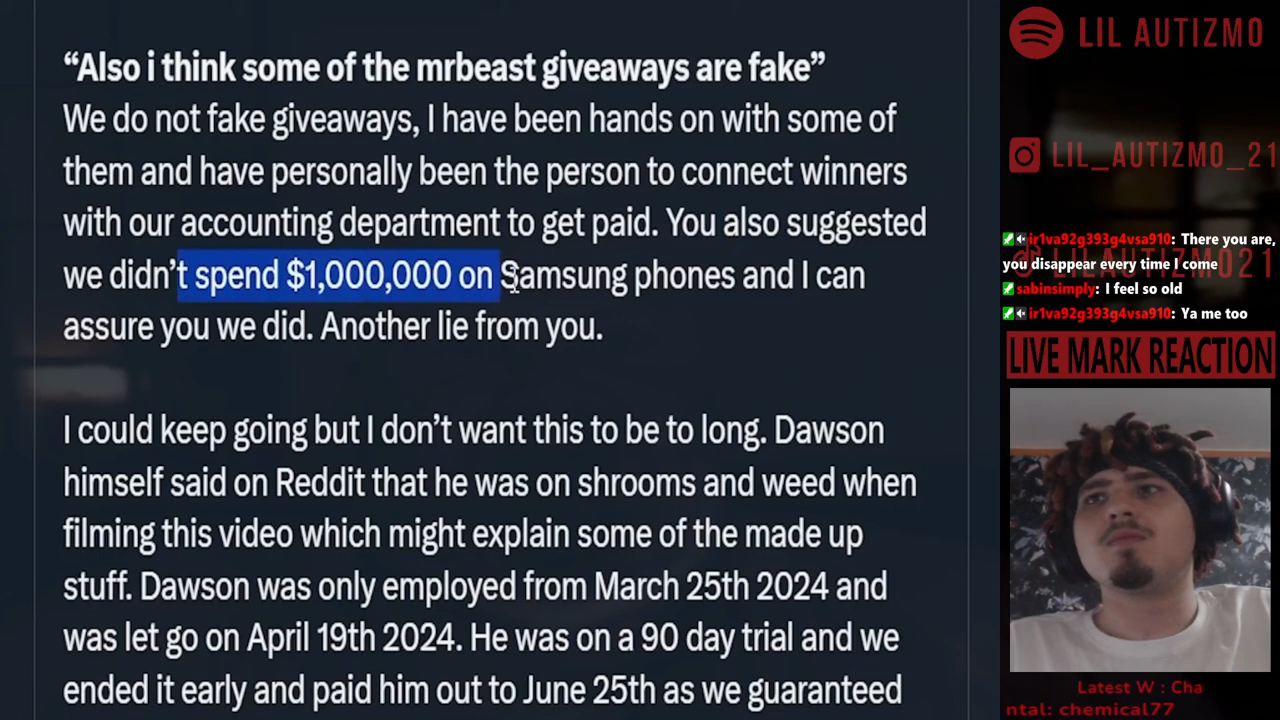 “Also i think some of the mrbeast giveaways are fake”
We do not fake giveaways, I have been hands on with some of
them and have personally been the person to connect winners
with our accounting department to get paid. You also suggested
we didn’t spend $1,000,000 on Samsung phones and I can
assure you we did. Another lie from you.
I could keep going but I don’t want this to be to long. Dawson
himself said on Reddit that he was on shrooms and weed when
filming this video which might explain some of the made up
stuff. Dawson was only employed from March 25th 2024 and
was let go on April 19th 2024. He was on a 90 day trial and we
ended it early and paid him out to June 25th as we guaranteed
LIL AUTIZMO
LIL_AUTIZMO_21
ir1va92g393g4vsa910: There you are,
you disappear every time I come
LILAUTIZMO21
sabinsimply: I feel so old
ir1va92g393g4vsa910: Ya me too
LIVE MARK REACTION
Latest W : Cha
ntal: chemical77